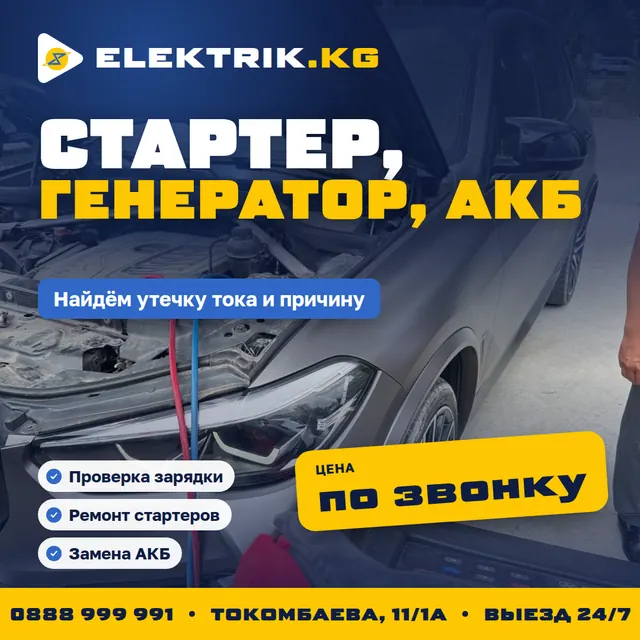 ELEKTRIK.KG
СТАРТЕР,
ГЕНЕРАТОР, АКБ
Найдём утечку тока и причину
Проверка зарядки
Ремонт стартеров
Замена АКБ
ЦЕНА
ПО ЗВОНКУ
0888 999 991 • ТОКОМБАЕВА, 11/1А • ВЫЕЗД 24/7